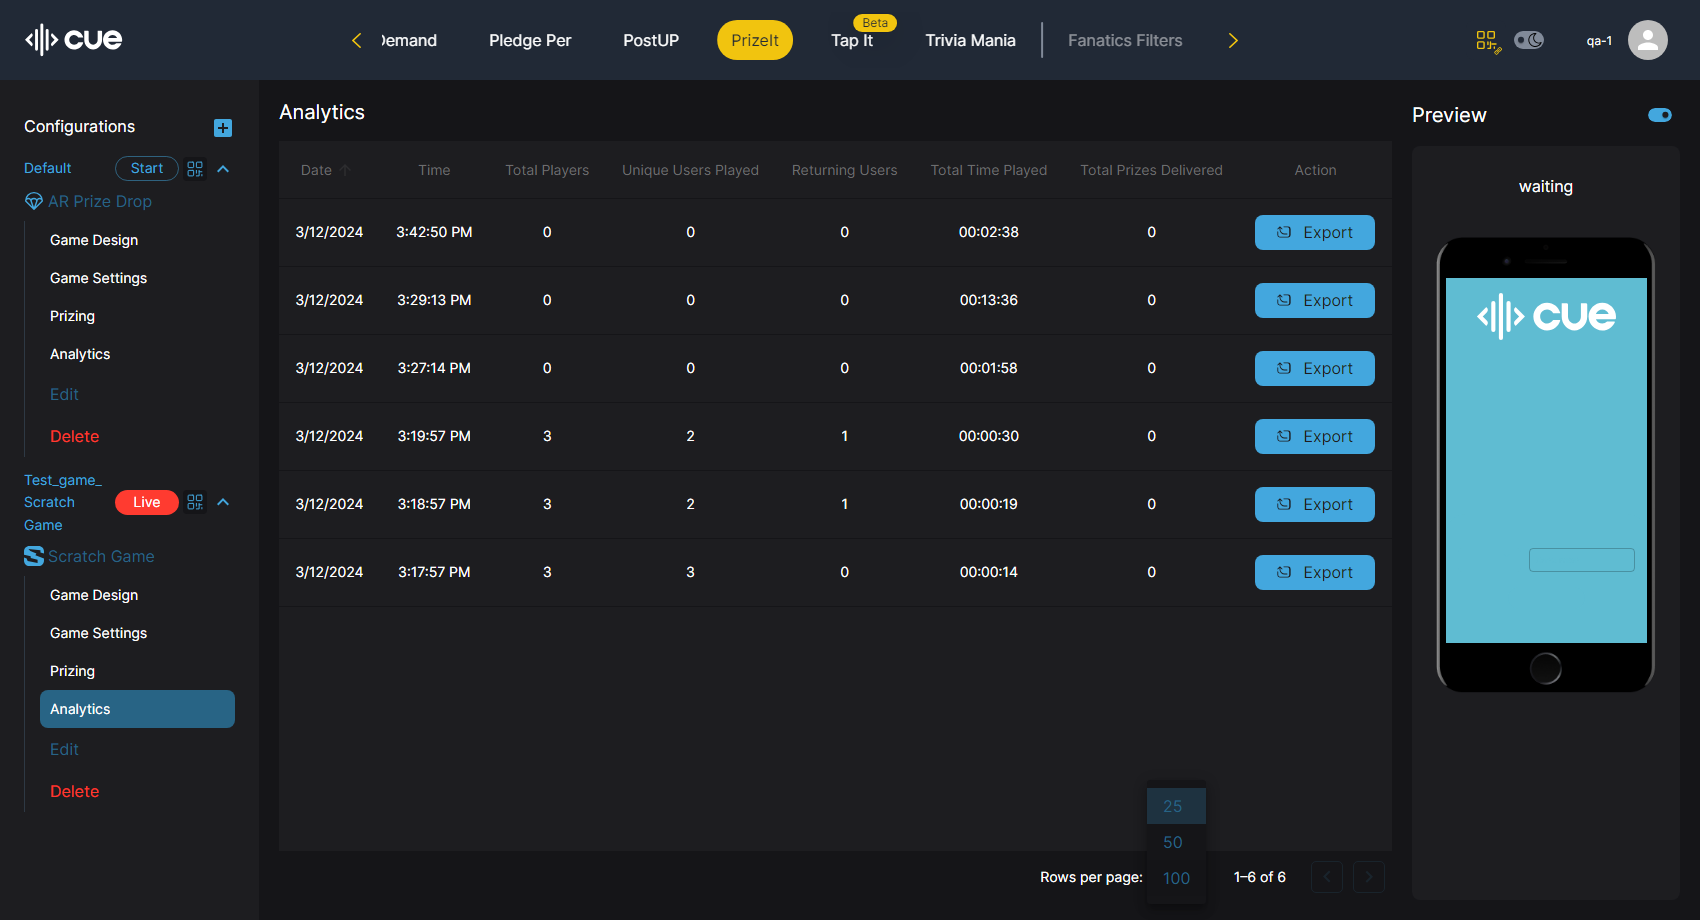 cue
Demand
Pledge Per
PostUP
PrizeIt
Beta
Tap It
Trivia Mania
Fanatics Filters
qa-1
Configurations
Default
Start
AR Prize Drop
Game Design
Game Settings
Prizing
Analytics
Edit
Delete
Test_game_
Scratch
Game
Live
Scratch Game
Game Design
Game Settings
Prizing
Analytics
Edit
Delete
Analytics
Date Time Total Players Unique Users Played Returning Users Total Time Played Total Prizes Delivered Action
3/12/2024 3:42:50 PM 0 0 0 00:02:38 0 Export
3/12/2024 3:29:13 PM 0 0 0 00:13:36 0 Export
3/12/2024 3:27:14 PM 0 0 0 00:01:58 0 Export
3/12/2024 3:19:57 PM 3 2 1 00:00:30 0 Export
3/12/2024 3:18:57 PM 3 2 1 00:00:19 0 Export
3/12/2024 3:17:57 PM 3 3 0 00:00:14 0 Export
25
50
100
Rows per page:
1–6 of 6
Preview
waiting
cue